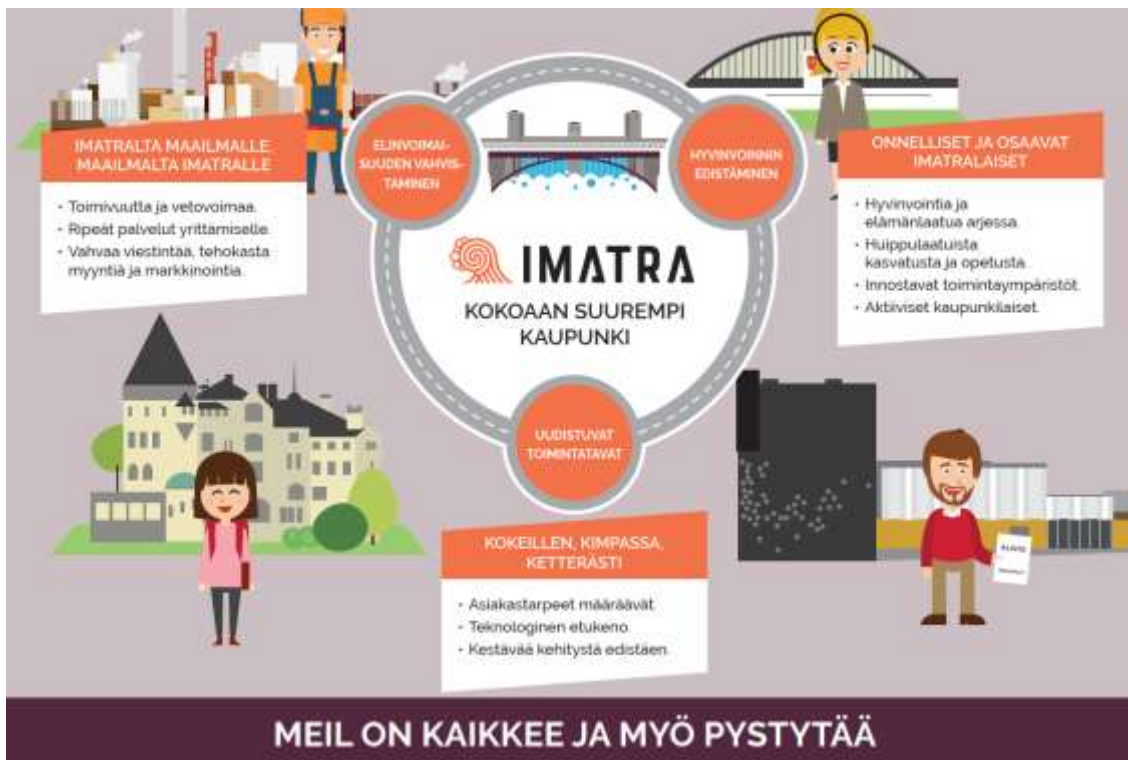 IMATRALTA MAAILMALLE
MAAILMALTA IMATRALLE
• Toimivuutta ja vetovoimaa.
• Ripeät palvelut yrittämiselle.
• Vahvaa viestintää, tehokasta
myyntiä ja markkinointia.
ELINVOIMAI-
SUUDEN VAHVIS-
TAMINEN
HYVINVOINNIN
EDISTÄMINEN
IMATRA
KOKOAAN SUUREMPI
KAUPUNKI
UUDISTUVAT
TOIMINTATAVAT
ONNELLISET JA OSAAVAT
IMATRALAISET
• Hyvinvointia ja
elämänlaatua arjessa.
• Huippulaatuista
kasvatusta ja opetusta.
• Innostavat toimintaympäristöt.
• Aktiiviset kaupunkilaiset.
KOKEILLEN, KIMPASSA,
KETTERÄSTI
• Asiakastarpeet määräävät
• Teknologinen etukeno.
• Kestävää kehitystä edistäen
MEIL ON KAIKKEE JA MYÖ PYSTYTÄÄ